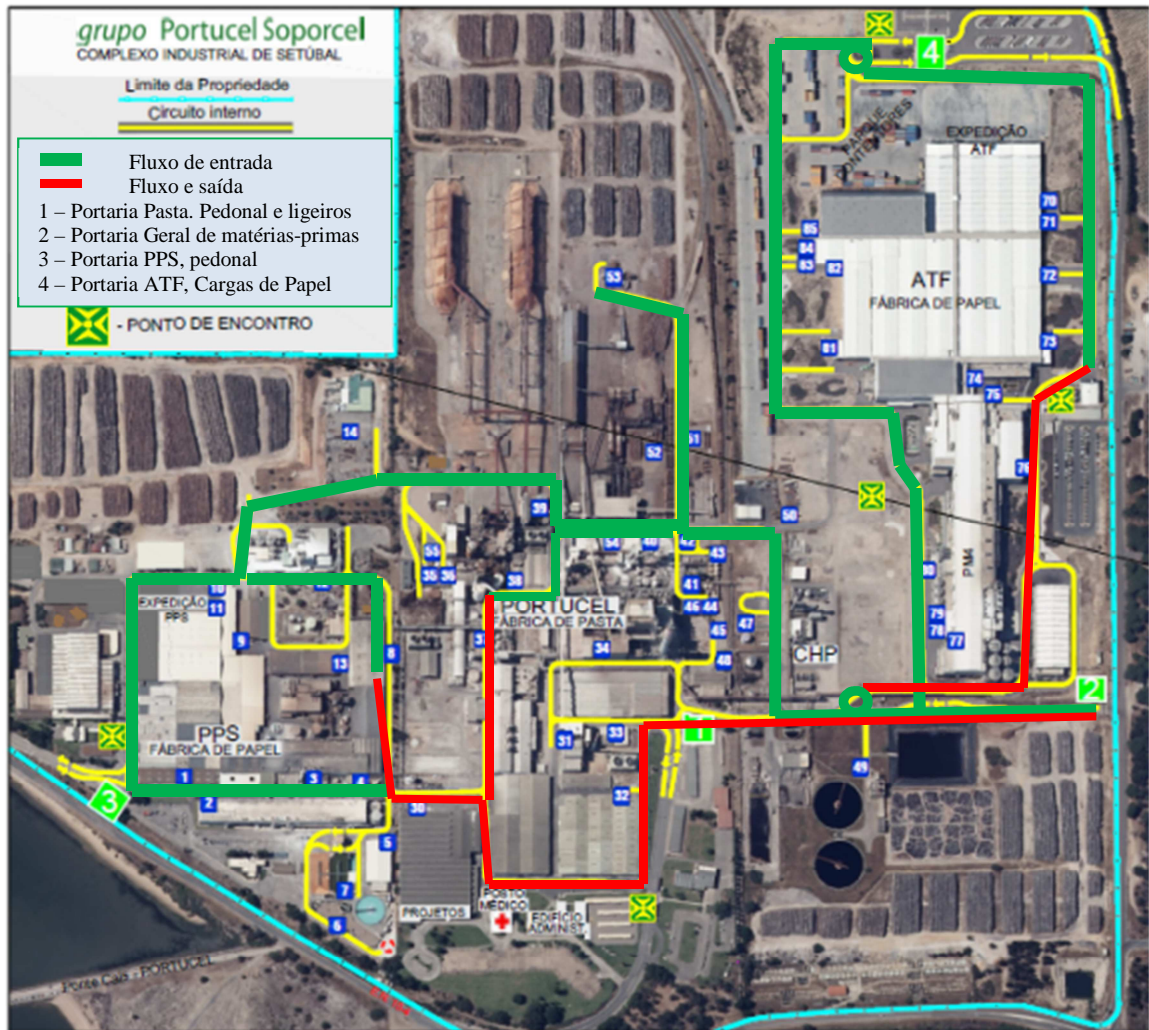 grupo Portucel Soporcel
COMPLEXO INDUSTRIAL DE SETÚBAL
Limite da Propriedade
Circuito interno
Fluxo de entrada
Fluxo e saída
1 – Portaria Pasta. Pedonal e ligeiros
2 – Portaria Geral de matérias-primas
3 – Portaria PPS, pedonal
4 – Portaria ATF, Cargas de Papel
- PONTO DE ENCONTRO
4
PARQUE
CONTENTORES
EXPEDIÇÃO
ATF
70
71
85
84
83
82
72
ATF
FÁBRICA DE PAPEL
53
73
81
74
75
14
51
52
76
39
50
55
35
36
38
54
40
42
43
PM4
80
10
11
EXPEDIÇÃO
PPS
9
41
46
44
PORTUCEL
FÁBRICA DE PASTA
79
78
77
45
47
37
34
48
CHP
13
8
2
1
PPS
FÁBRICA DE PAPEL
31
33
49
1
3
4
3
2
30
32
5
7
6
PROJETOS
POSTO
MÉDICO
EDIFÍCIO
ADMINIST.
Ponte Cais - PORTUCEL